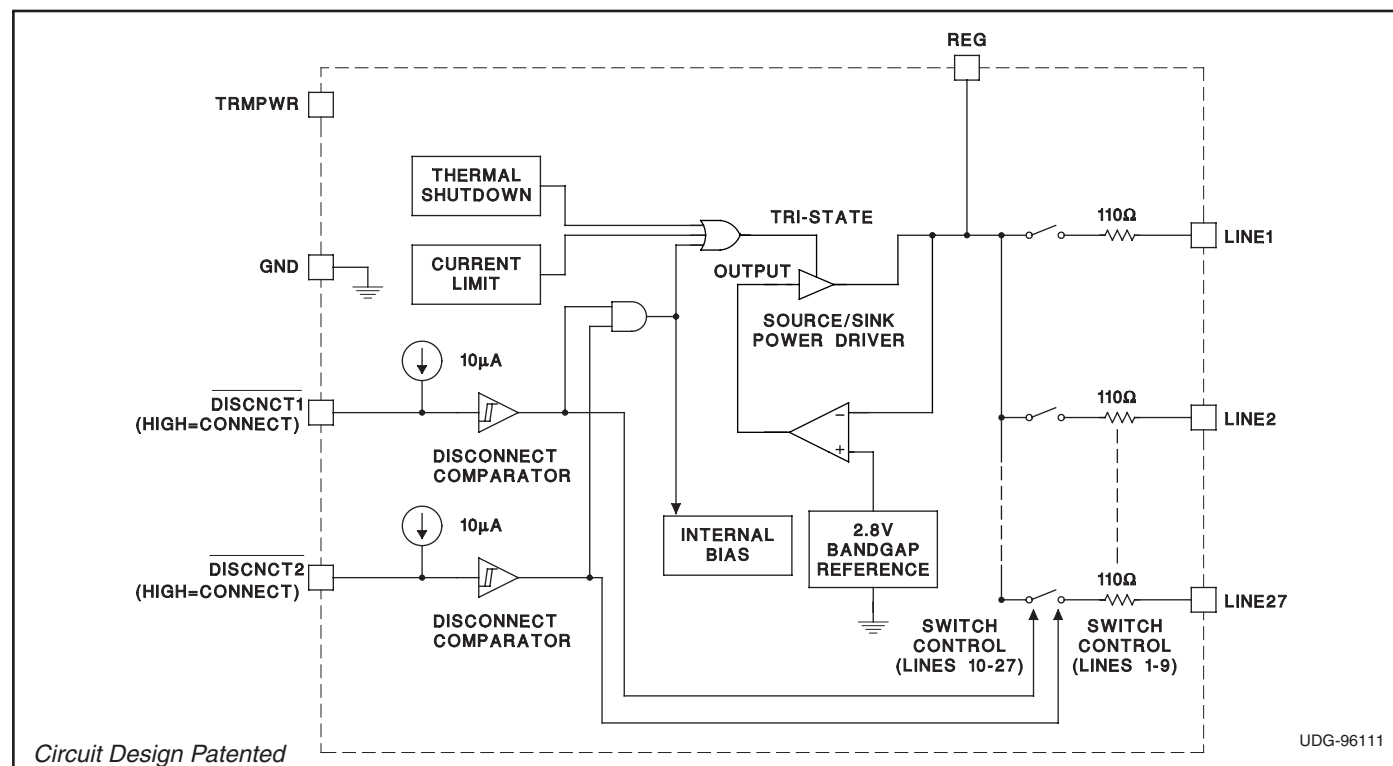 REG
TRMPWR
THERMAL
SHUTDOWN
TRI-STATE
110Ω
LINE1
GND
CURRENT
LIMIT
OUTPUT
SOURCE/SINK
POWER DRIVER
10µA
DISCNCT1
(HIGH=CONNECT)
DISCONNECT
COMPARATOR
110Ω
LINE2
–
+
10µA
INTERNAL
BIAS
2.8V
BANDGAP
REFERENCE
DISCNCT2
(HIGH=CONNECT)
DISCONNECT
COMPARATOR
110Ω
LINE27
SWITCH
CONTROL
(LINES 10-27)
SWITCH
CONTROL
(LINES 1-9)
Circuit Design Patented
UDG-96111